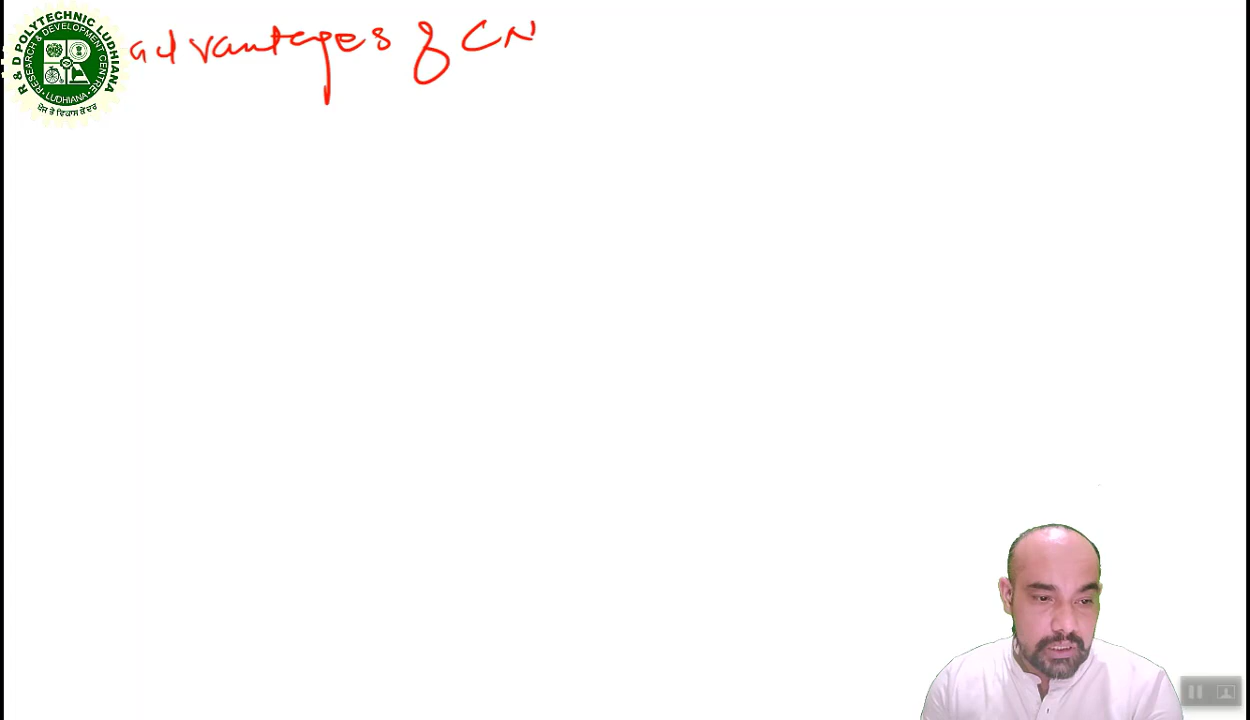 R & D POLYTECHNIC LUDHIANA
RESEARCH & DEVELOPMENT CENTRE
LUDHIANA
advantages of CN